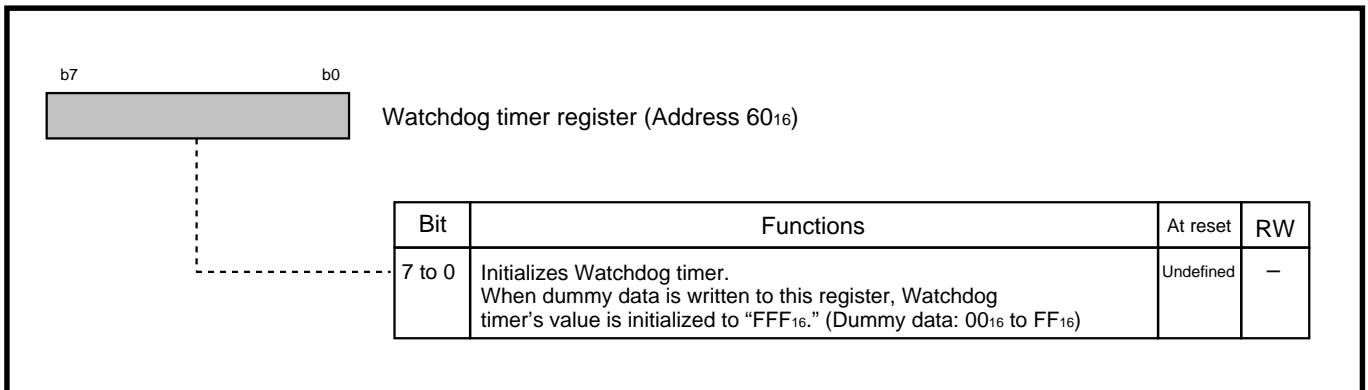 b7 b0
Watchdog timer register (Address 60₁₆)
Bit Functions At reset RW
7 to 0 Initializes Watchdog timer. Undefined –
When dummy data is written to this register, Watchdog
timer's value is initialized to “FFF₁₆.” (Dummy data: 00₁₆ to FF₁₆)